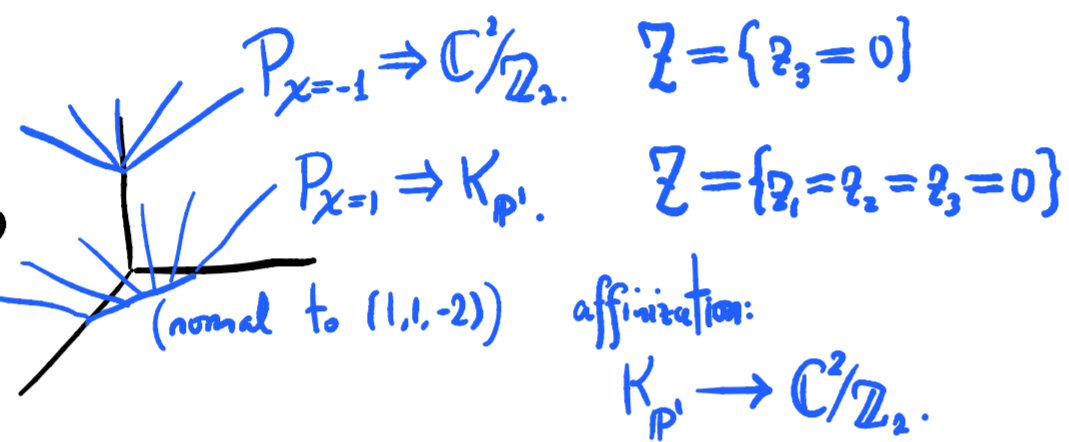 P_{χ=-1} ⇒ ℂ²/ℤ₂. Z={z₃=0}
P_{χ=1} ⇒ K_{ℙ¹}. Z={z₁=z₂=z₃=0}
(normal to (1,1,-2)) affinization:
K_{ℙ¹} → ℂ²/ℤ₂.